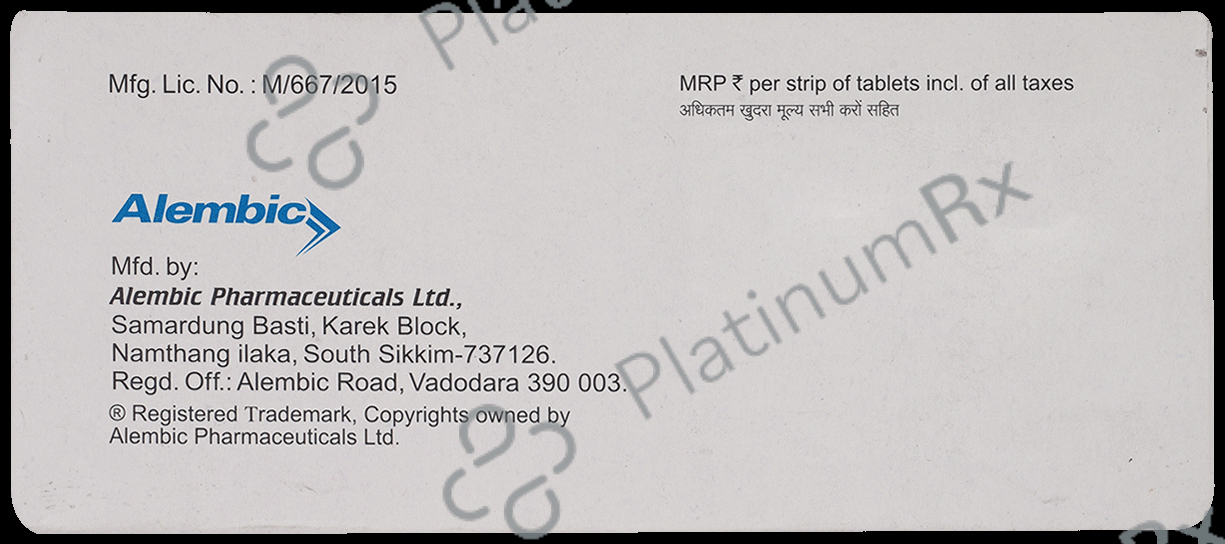 Mfg. Lic. No. : M/667/2015
MRP ₹ per strip of tablets incl. of all taxes
अधिकतम खुदरा मूल्य सभी करों सहित
Alembic
Mfd. by:
Alembic Pharmaceuticals Ltd.,
Samardung Basti, Karek Block,
Namthang ilaka, South Sikkim-737126.
Regd. Off.: Alembic Road, Vadodara 390 003.
® Registered Trademark, Copyrights owned by
Alembic Pharmaceuticals Ltd.
Plat
PlatinumRx
Rx